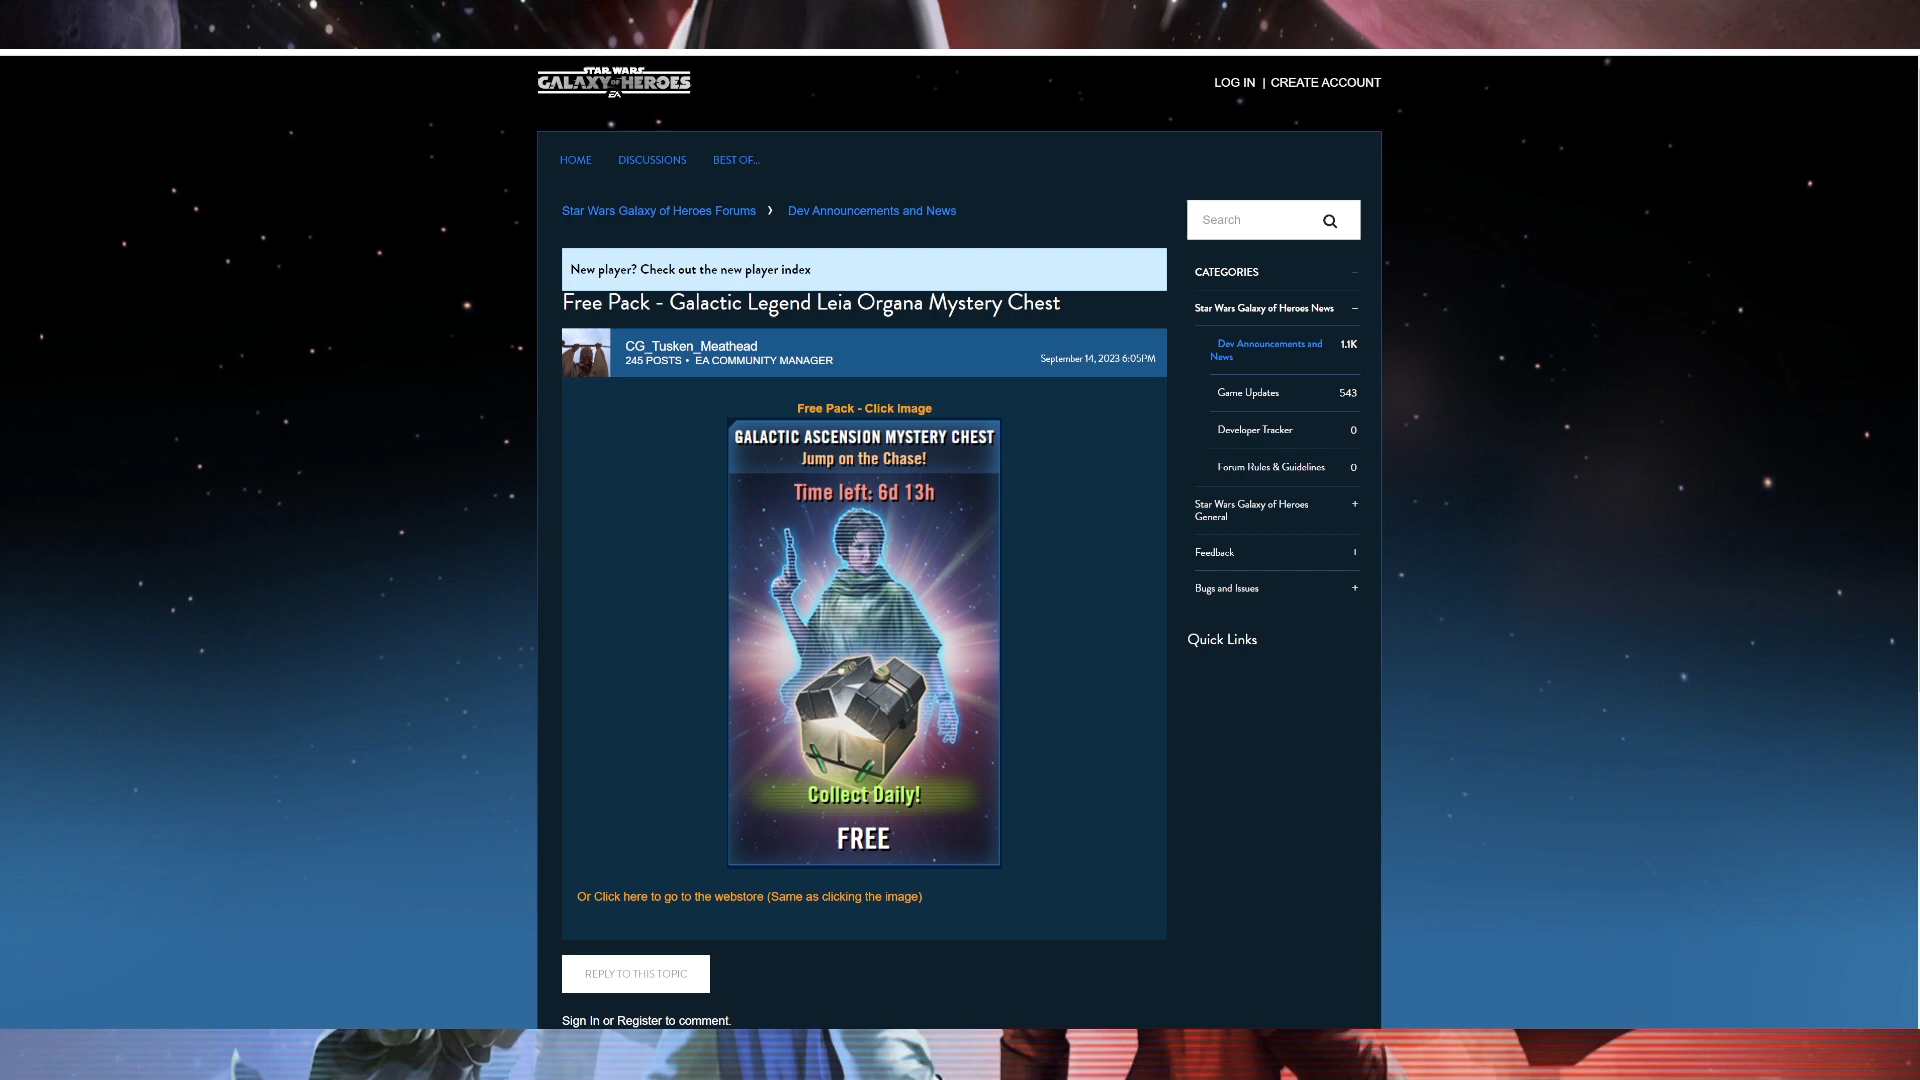 STAR WARS
GALAXY OF HEROES
EA
LOG IN | CREATE ACCOUNT
HOME DISCUSSIONS BEST OF...
Star Wars Galaxy of Heroes Forums › Dev Announcements and News
New player? Check out the new player index
Free Pack - Galactic Legend Leia Organa Mystery Chest
CG_Tusken_Meathead
245 POSTS • EA COMMUNITY MANAGER
September 14, 2023 6:05PM
Free Pack - Click Image
GALACTIC ASCENSION MYSTERY CHEST
Jump on the Chase!
Time left: 6d 13h
Collect Daily!
FREE
Or Click here to go to the webstore (Same as clicking the image)
REPLY TO THIS TOPIC
Sign In or Register to comment.
Search
CATEGORIES −
Star Wars Galaxy of Heroes News −
Dev Announcements and 1.1K
News
Game Updates 543
Developer Tracker 0
Forum Rules & Guidelines 0
Star Wars Galaxy of Heroes +
General
Feedback +
Bugs and Issues +
Quick Links